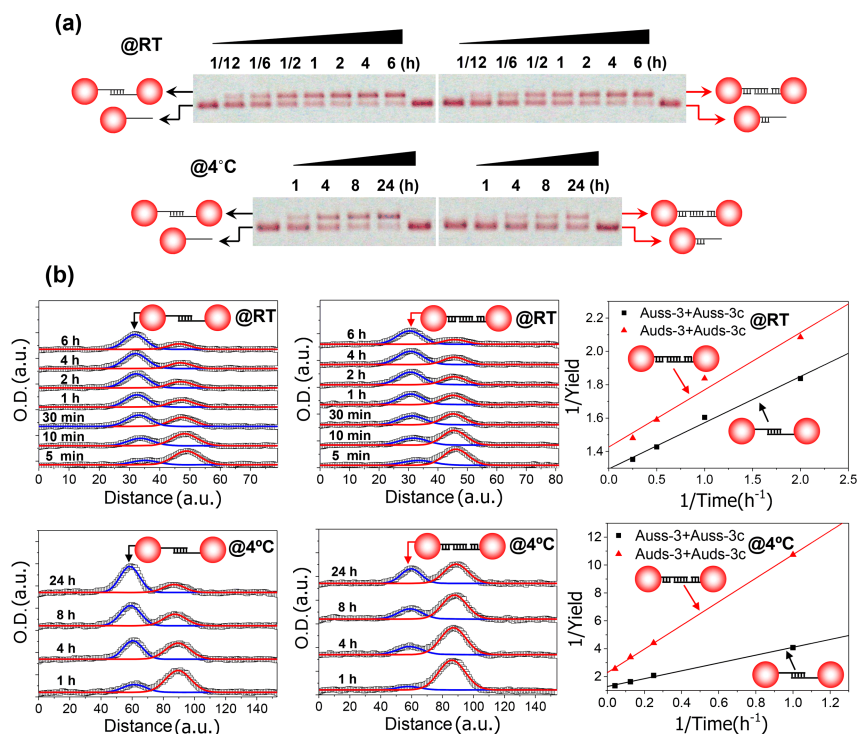 (a)
@RT
1/12 1/6 1/2 1 2 4 6 (h)
1/12 1/6 1/2 1 2 4 6 (h)
@4°C
1 4 8 24 (h)
1 4 8 24 (h)
(b)
O.D. (a.u.)
@RT
6 h
4 h
2 h
1 h
30 min
10 min
5 min
0 10 20 30 40 50 60 70
Distance (a.u.)
O.D. (a.u.)
@RT
6 h
4 h
2 h
1 h
30 min
10 min
5 min
0 10 20 30 40 50 60 70 80
Distance (a.u.)
1/Yield
2.2
2.0
1.8
1.6
1.4
Auss-3+Auss-3c
Auds-3+Auds-3c
@RT
0.0 0.5 1.0 1.5 2.0 2.5
1/Time(h⁻¹)
O.D. (a.u.)
@4ºC
24 h
8 h
4 h
1 h
0 20 40 60 80 100 120 140
Distance (a.u.)
O.D. (a.u.)
@4ºC
24 h
8 h
4 h
1 h
0 20 40 60 80 100 120 140
Distance (a.u.)
1/Yield
12
10
8
6
4
2
Auss-3+Auss-3c
Auds-3+Auds-3c
@4ºC
0.0 0.2 0.4 0.6 0.8 1.0 1.2
1/Time(h⁻¹)